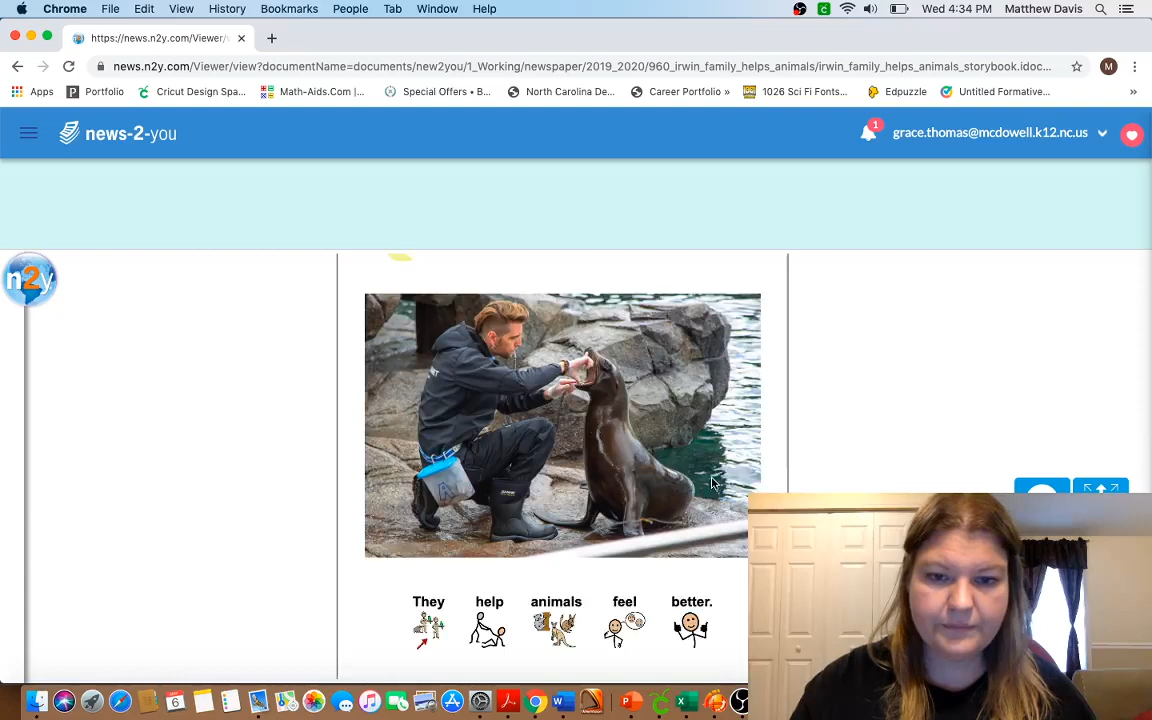 Chrome File Edit View History Bookmarks People Tab Window Help Wed 4:34 PM Matthew Davis
https://news.n2y.com/Viewer/
news.n2y.com/Viewer/view?documentName=documents/new2you/1_Working/newspaper/2019_2020/960_irwin_family_helps_animals/irwin_family_helps_animals_storybook.idoc... M
Apps Portfolio Cricut Design Spa... Math-Aids.Com |... Special Offers • B... North Carolina De... Career Portfolio » 1026 Sci Fi Fonts... Edpuzzle Untitled Formative... »
news-2-you 1 grace.thomas@mcdowell.k12.nc.us
n2y
They help animals feel better.